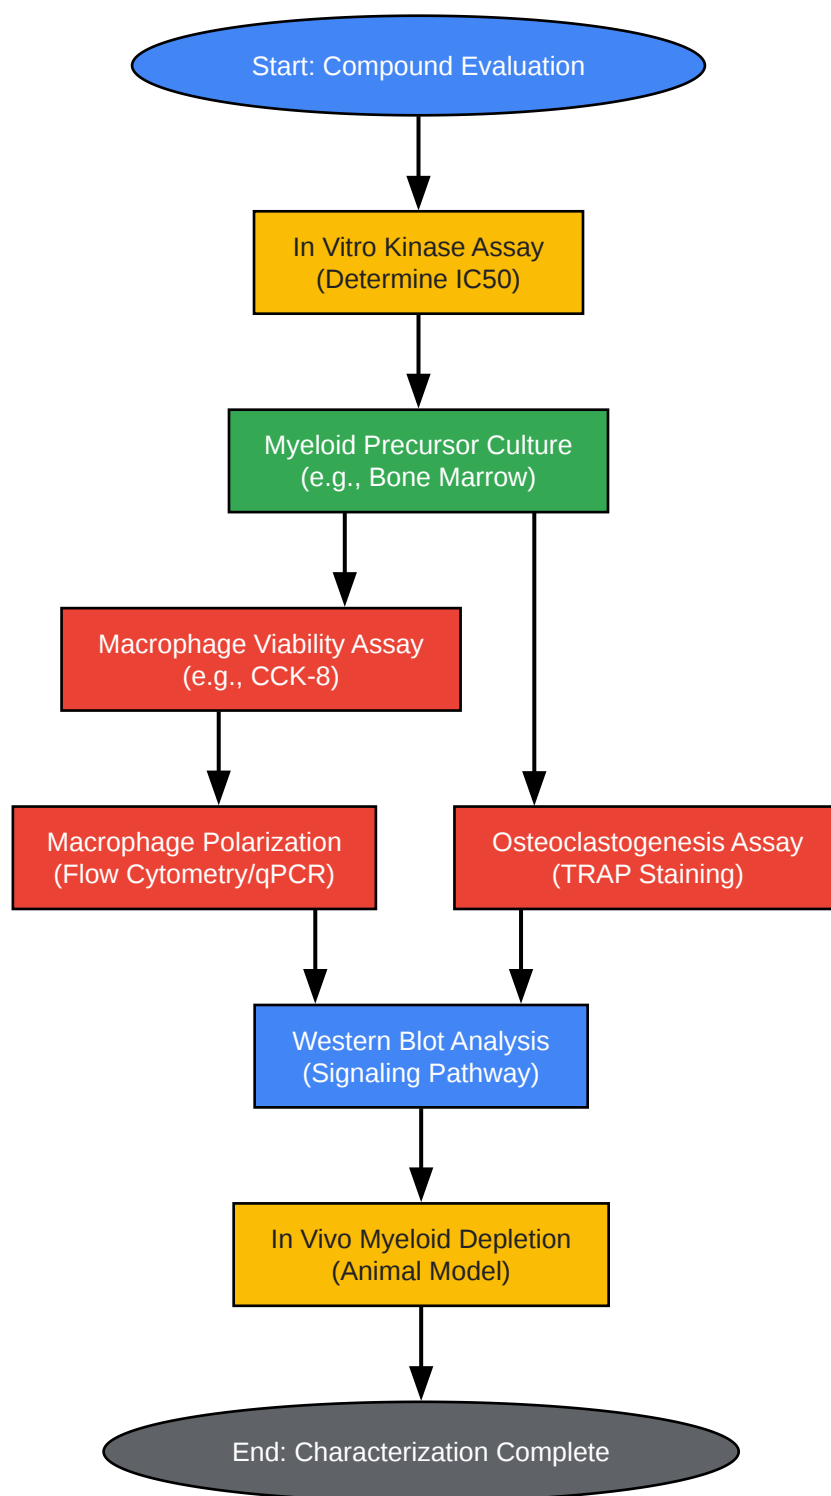 Start: Compound Evaluation
In Vitro Kinase Assay
(Determine IC50)
Myeloid Precursor Culture
(e.g., Bone Marrow)
Macrophage Viability Assay
(e.g., CCK-8)
Macrophage Polarization
(Flow Cytometry/qPCR)
Osteoclastogenesis Assay
(TRAP Staining)
Western Blot Analysis
(Signaling Pathway)
In Vivo Myeloid Depletion
(Animal Model)
End: Characterization Complete